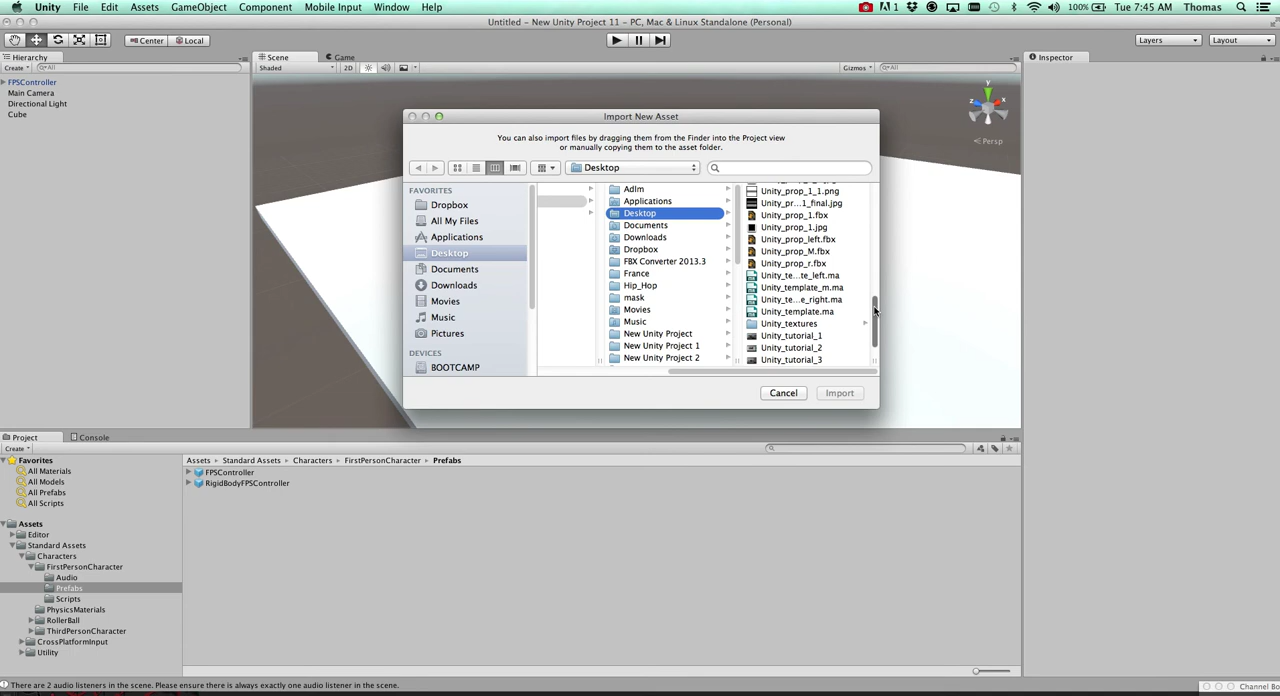 Unity File Edit Assets GameObject Component Mobile Input Window Help 1 100% Tue 7:45 AM Thomas
Untitled - New Unity Project 11 - PC, Mac & Linux Standalone (Personal)
Center Local Layers Layout
Hierarchy
Create All
FPSController
Main Camera
Directional Light
Cube
Scene Game
Shaded 2D Gizmos All
y
x
z
Persp
Inspector
Import New Asset
You can also import files by dragging them from the Finder into the Project view
or manually copying them to the asset folder.
Desktop
FAVORITES
Dropbox
All My Files
Applications
Desktop
Documents
Downloads
Movies
Music
Pictures
DEVICES
BOOTCAMP
Adlm
Applications
Desktop
Documents
Downloads
Dropbox
FBX Converter 2013.3
France
Hip_Hop
mask
Movies
Music
New Unity Project
New Unity Project 1
New Unity Project 2
Unity_prop_1_1.png
Unity_pr...1_final.jpg
Unity_prop_1.fbx
Unity_prop_1.jpg
Unity_prop_left.fbx
Unity_prop_M.fbx
Unity_prop_r.fbx
Unity_te...te_left.ma
Unity_template_m.ma
Unity_te...e_right.ma
Unity_template.ma
Unity_textures
Unity_tutorial_1
Unity_tutorial_2
Unity_tutorial_3
Cancel Import
Project Console
Create
Favorites
All Materials
All Models
All Prefabs
All Scripts
Assets
Editor
Standard Assets
Characters
FirstPersonCharacter
Audio
Prefabs
Scripts
PhysicsMaterials
RollerBall
ThirdPersonCharacter
CrossPlatformInput
Utility
Assets Standard Assets Characters FirstPersonCharacter Prefabs
FPSController
RigidBodyFPSController
There are 2 audio listeners in the scene. Please ensure there is always exactly one audio listener in the scene.
Channel Bo